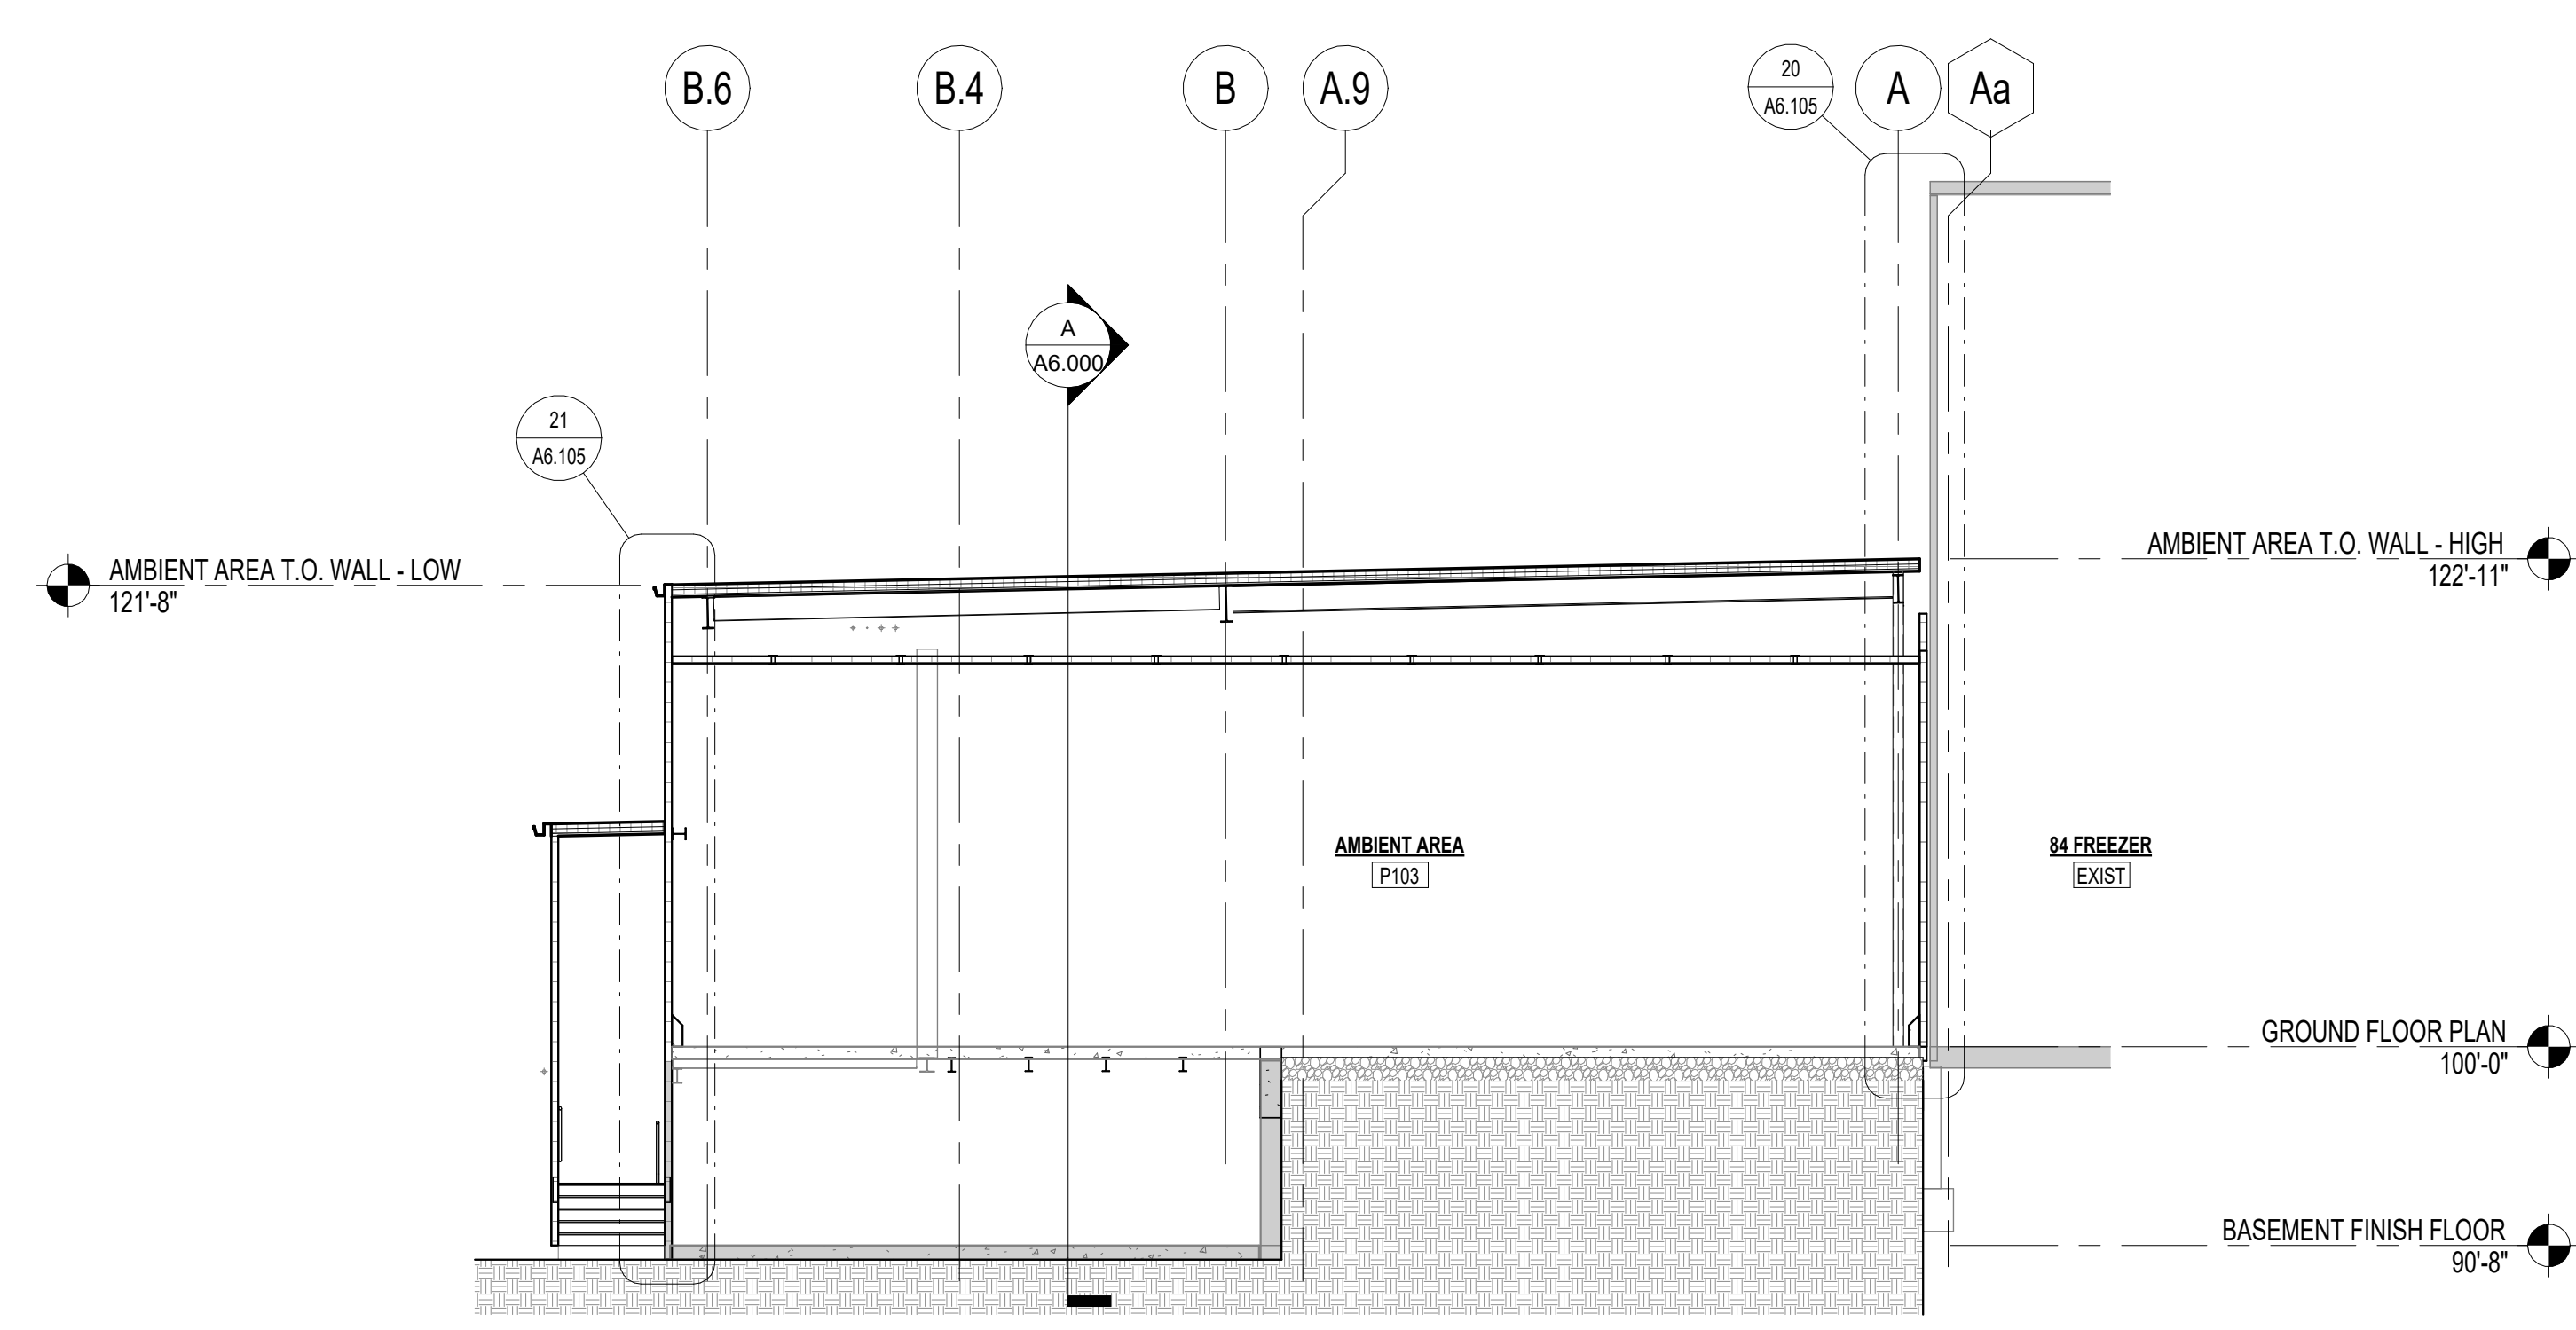 B.6
B.4
B
A.9
20
A6.105
A
Aa
A
A6.000
21
A6.105
AMBIENT AREA T.O. WALL - LOW
121'-8"
AMBIENT AREA T.O. WALL - HIGH
122'-11"
AMBIENT AREA
P103
84 FREEZER
EXIST
GROUND FLOOR PLAN
100'-0"
BASEMENT FINISH FLOOR
90'-8"